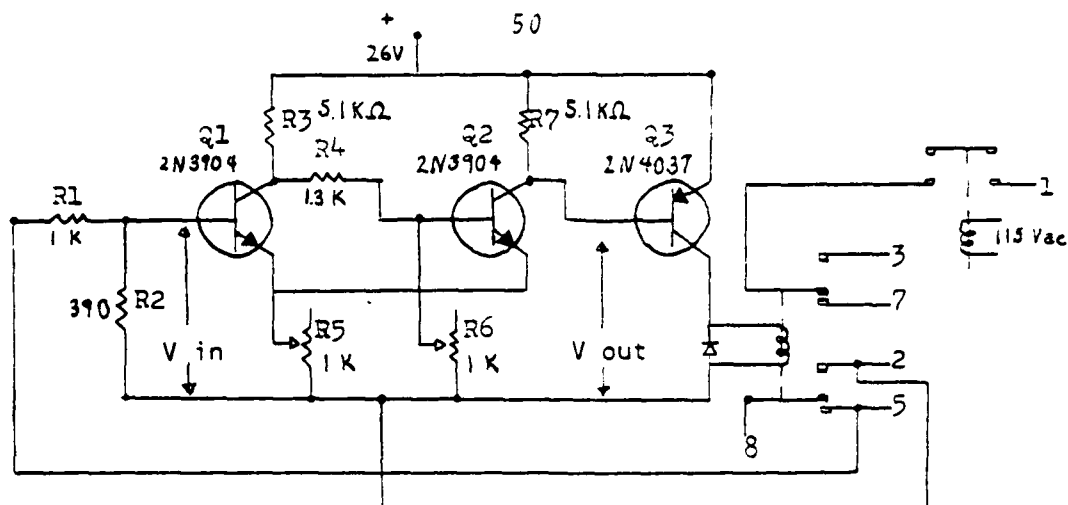 + 50
26V
R3 5.1KΩ
R7 5.1KΩ
Q1
2N3904
R4
1.3 K
Q2
2N3904
Q3
2N4037
R1
1 K
1
115 Vac
3
7
390 R2
V in
R5
1 K
R6
1 K
V out
2
5
8